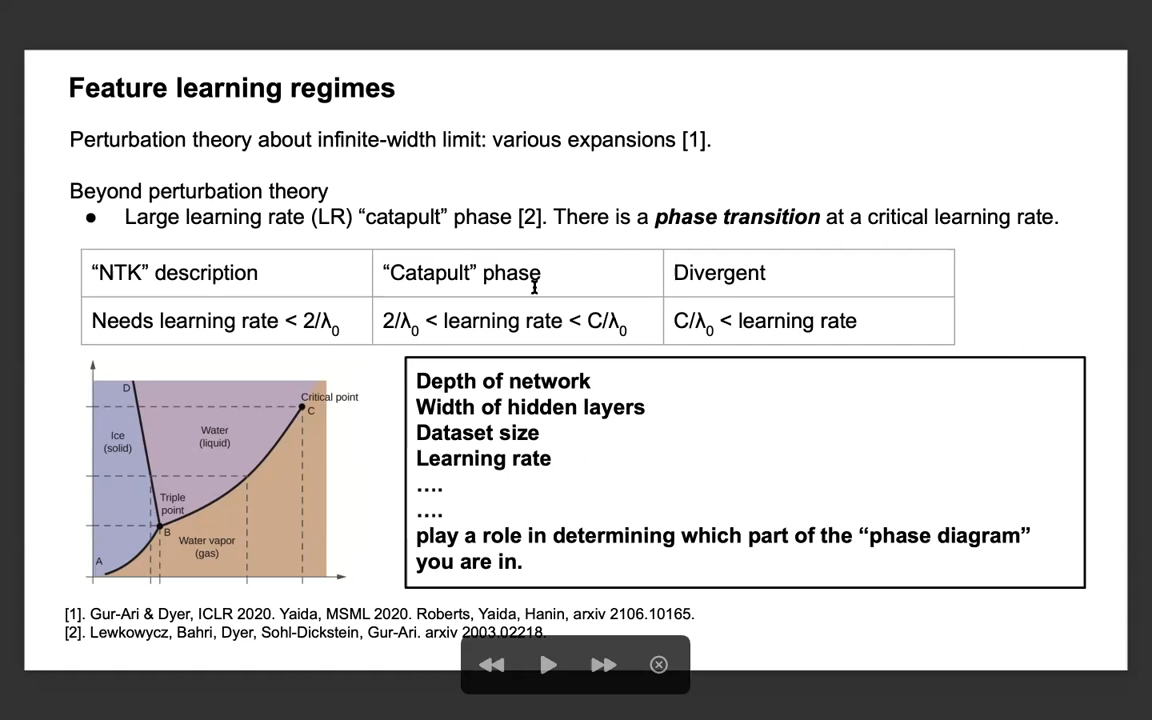 Feature learning regimes
Perturbation theory about infinite-width limit: various expansions [1].
Beyond perturbation theory
● Large learning rate (LR) “catapult” phase [2]. There is a phase transition at a critical learning rate.
“NTK” description “Catapult” phase Divergent
Needs learning rate < 2/λ₀ 2/λ₀ < learning rate < C/λ₀ C/λ₀ < learning rate
D
Critical point
C
Ice
(solid)
Water
(liquid)
Triple
point
B
Water vapor
(gas)
A
Depth of network
Width of hidden layers
Dataset size
Learning rate
....
....
play a role in determining which part of the “phase diagram”
you are in.
[1]. Gur-Ari & Dyer, ICLR 2020. Yaida, MSML 2020. Roberts, Yaida, Hanin, arxiv 2106.10165.
[2]. Lewkowycz, Bahri, Dyer, Sohl-Dickstein, Gur-Ari. arxiv 2003.02218.